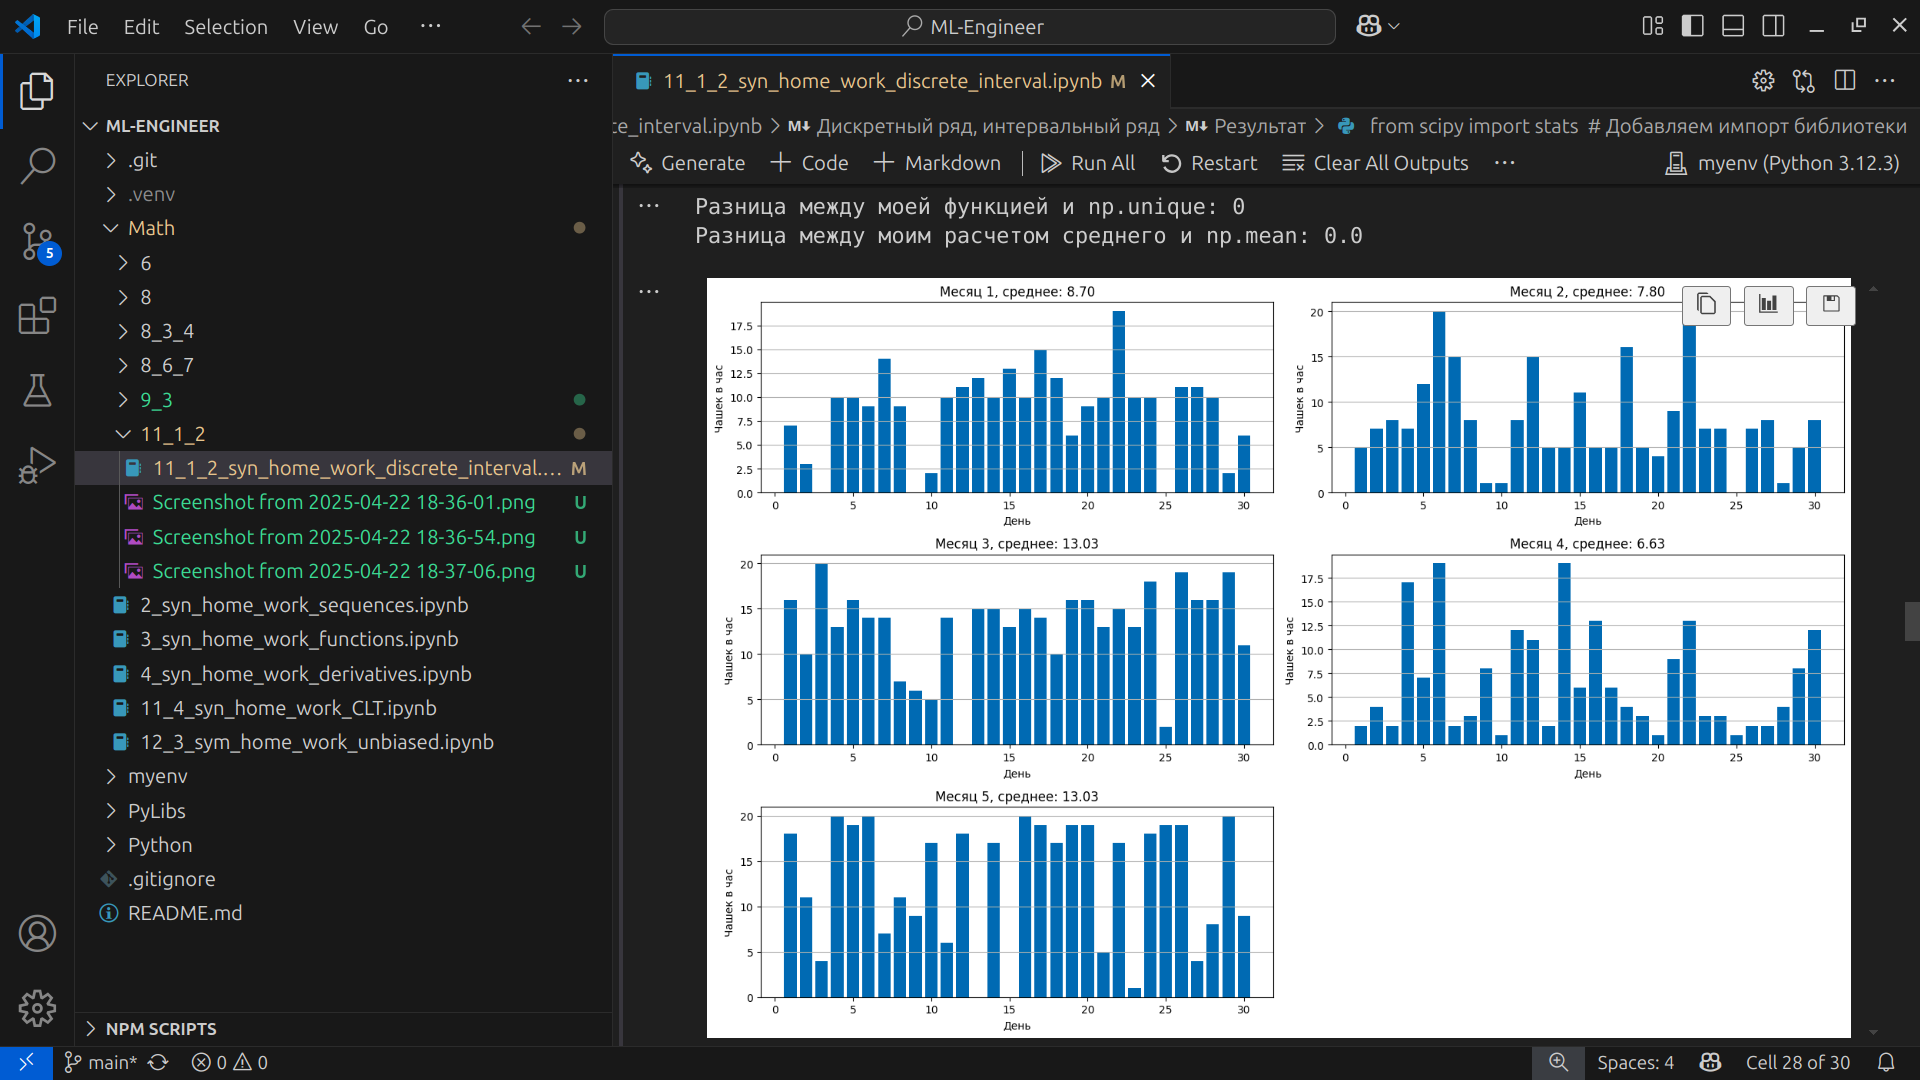 File Edit Selection View Go ···
ML-Engineer
EXPLORER
ML-ENGINEER
.git
.venv
Math
6
8
8_3_4
8_6_7
9_3
11_1_2
11_1_2_syn_home_work_discrete_interval.... M
Screenshot from 2025-04-22 18-36-01.png U
Screenshot from 2025-04-22 18-36-54.png U
Screenshot from 2025-04-22 18-37-06.png U
2_syn_home_work_sequences.ipynb
3_syn_home_work_functions.ipynb
4_syn_home_work_derivatives.ipynb
11_4_syn_home_work_CLT.ipynb
12_3_sym_home_work_unbiased.ipynb
myenv
PyLibs
Python
.gitignore
README.md
NPM SCRIPTS
5
11_1_2_syn_home_work_discrete_interval.ipynb M
ce_interval.ipynb > M↓ Дискретный ряд, интервальный ряд > M↓ Результат > from scipy import stats # Добавляем импорт библиотеки
Generate + Code + Markdown Run All Restart Clear All Outputs ··· myenv (Python 3.12.3)
Разница между моей функцией и np.unique: 0
Разница между моим расчетом среднего и np.mean: 0.0
Месяц 1, среднее: 8.70
Чашек в час
17.5
15.0
12.5
10.0
7.5
5.0
2.5
0.0
0 5 10 15 20 25 30
День
Месяц 2, среднее: 7.80
Чашек в час
20
15
10
5
0
0 5 10 15 20 25 30
День
Месяц 3, среднее: 13.03
Чашек в час
20
15
10
5
0
0 5 10 15 20 25 30
День
Месяц 4, среднее: 6.63
Чашек в час
17.5
15.0
12.5
10.0
7.5
5.0
2.5
0.0
0 5 10 15 20 25 30
День
Месяц 5, среднее: 13.03
Чашек в час
20
15
10
5
0
0 5 10 15 20 25 30
День
main* 0 0 Spaces: 4 Cell 28 of 30